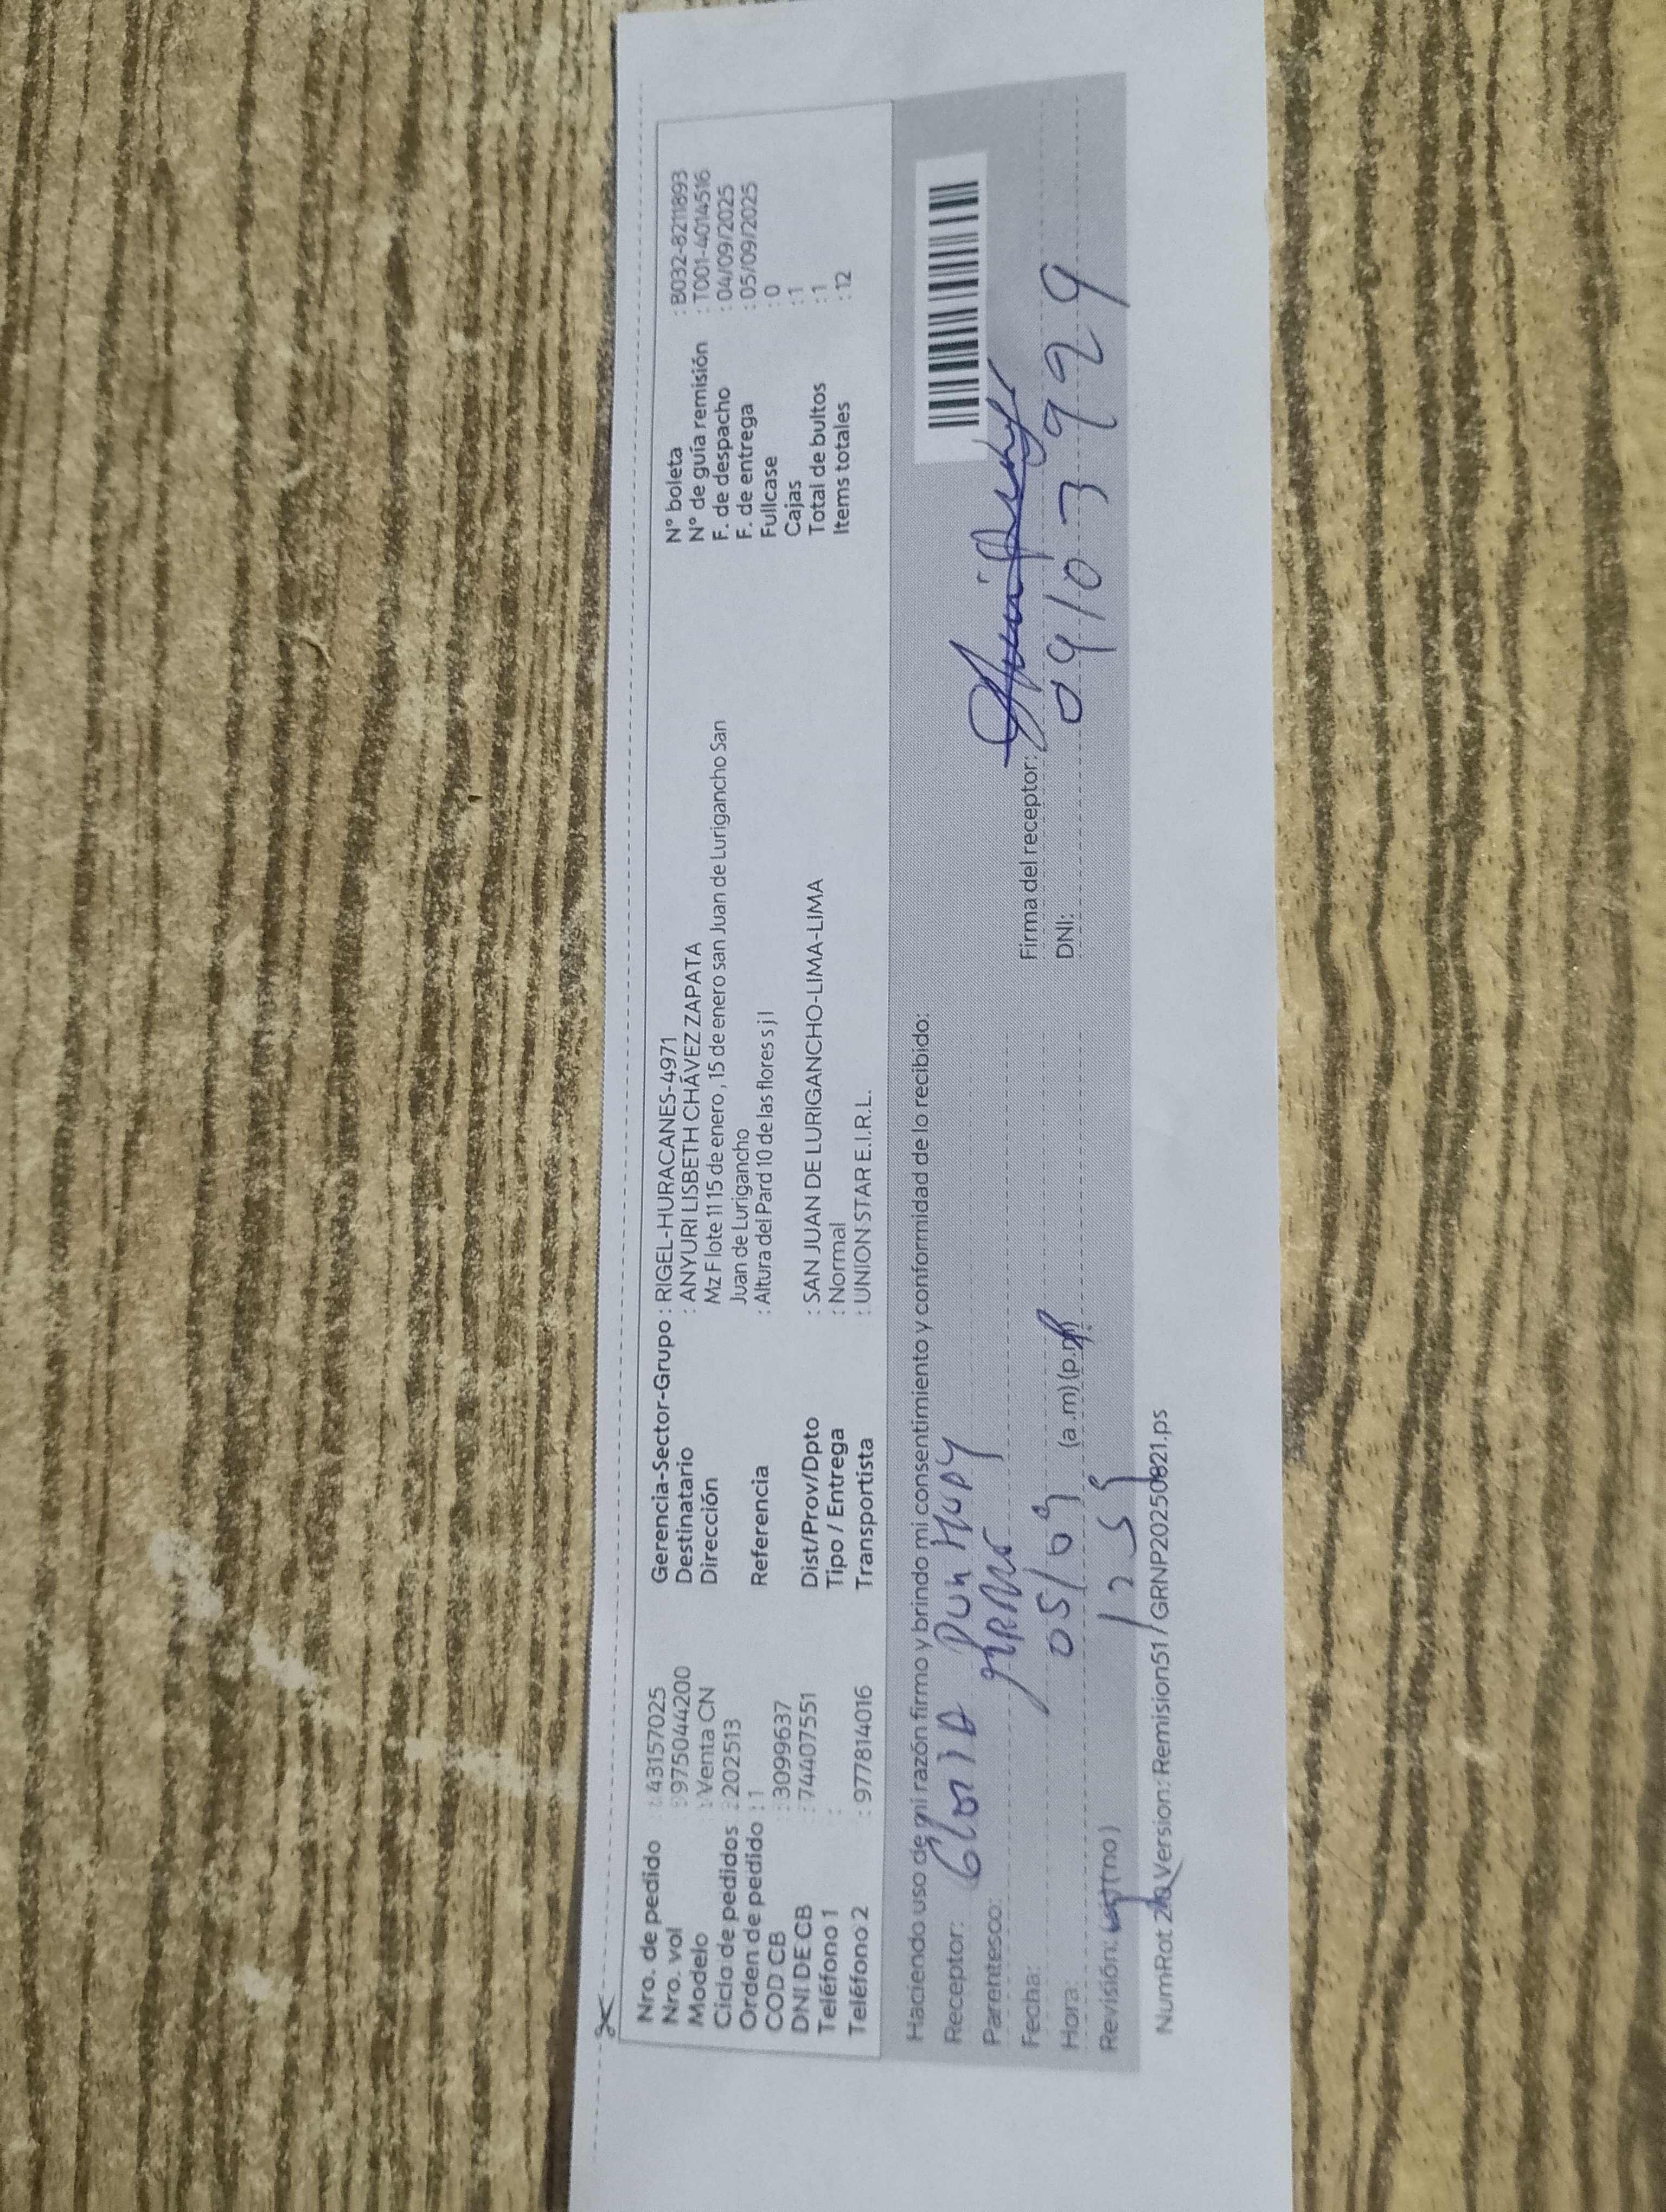 Nro. de pedido : 43157025
Nro. vol : 975044200
Modelo : Venta CN
Ciclo de pedidos : 202513
Orden de pedido : 1
COD CB : 3099637
DNI DE CB : 74407551
Teléfono 1 :
Teléfono 2 : 977814016
Gerencia-Sector-Grupo : RIGEL-HURACANES-4971
Destinatario : ANYURI LISBETH CHÁVEZ ZAPATA
Dirección Mz F lote 11 15 de enero , 15 de enero san Juan de Lurigancho San
Juan de Lurigancho
Referencia : Altura del Pard 10 de las flores s j l
Dist/Prov/Dpto : SAN JUAN DE LURIGANCHO-LIMA-LIMA
Tipo / Entrega : Normal
Transportista : UNION STAR E.I.R.L.
N° boleta : B032-8211893
N° de guía remisión : T001-4014516
F. de despacho : 04/09/2025
F. de entrega : 05/09/2025
Fullcase : 0
Cajas : 1
Total de bultos : 1
Items totales : 12
Haciendo uso de mi razón firmo y brindo mi consentimiento y conformidad de lo recibido:
Receptor: Gloria
Parentesco:
Fecha: 05/09
Hora: 1 25 (a.m) (p.m)
Revisión:
Firma del receptor:
DNI: 09103999
NumRot Version: Remision51 / GRNP20250821.ps